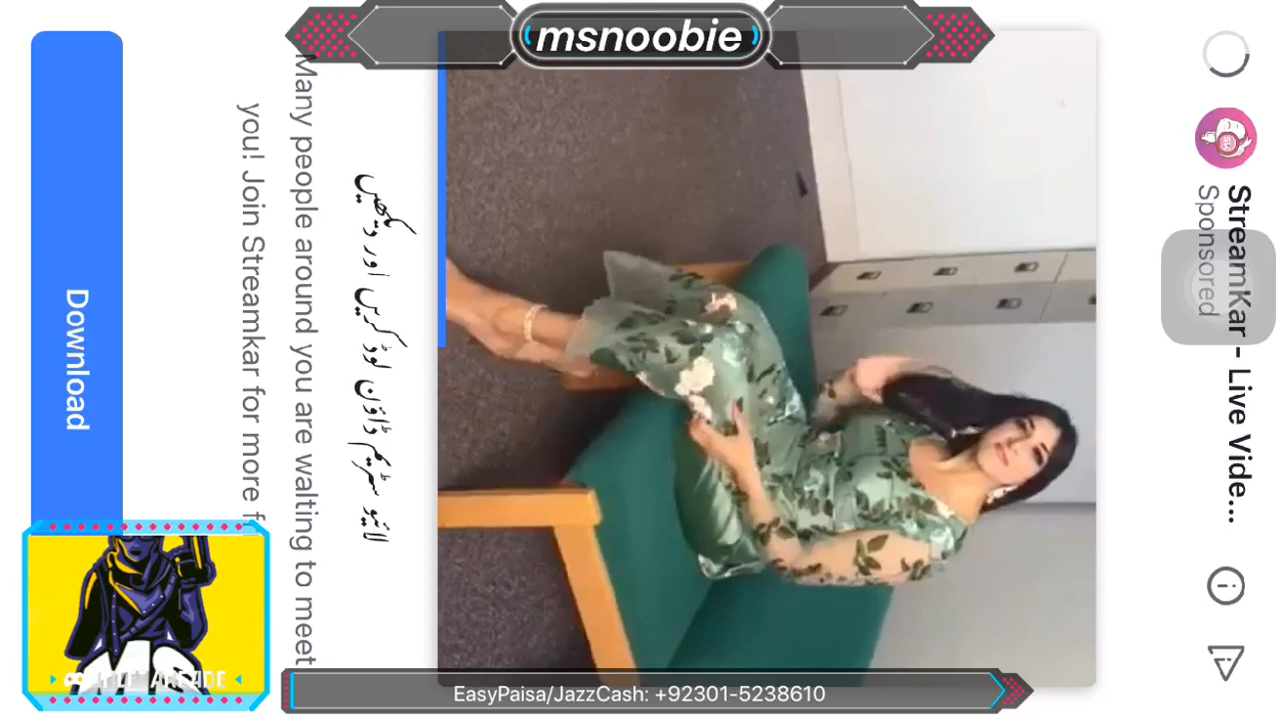 msnoobie
StreamKar - Live Vide...
Sponsored
لائیو سٹریم ڈاؤن لوڈ کریں اور دیکھیں
Many people around you are waiting to meet
you! Join Streamkar for more f
Download
MS
EasyPaisa/JazzCash: +92301-5238610